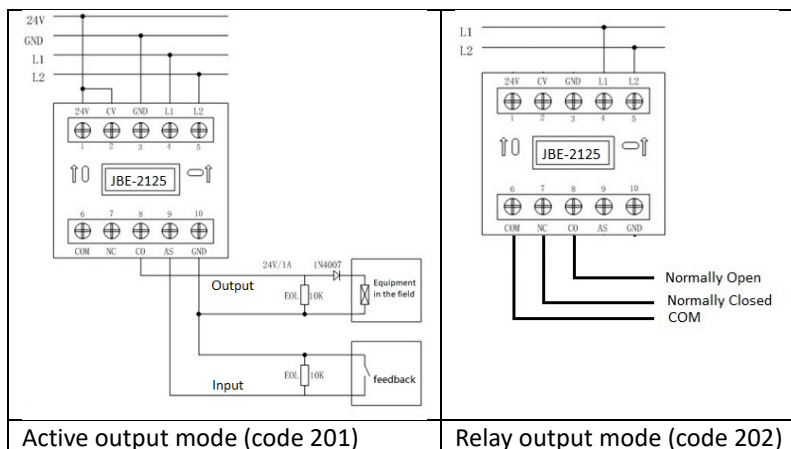 24V
GND
L1
L2
24V CV GND L1 L2
1 2 3 4 5
JBE-2125
6 7 8 9 10
COM NC CO AS GND
24V/1A 1N4007
Output
EOL 10K
Equipment
in the field
Input
EOL 10K
feedback
Active output mode (code 201)
L1
L2
24V CV GND L1 L2
1 2 3 4 5
JBE-2125
6 7 8 9 10
COM NC CO AS GND
Normally Open
Normally Closed
COM
Relay output mode (code 202)